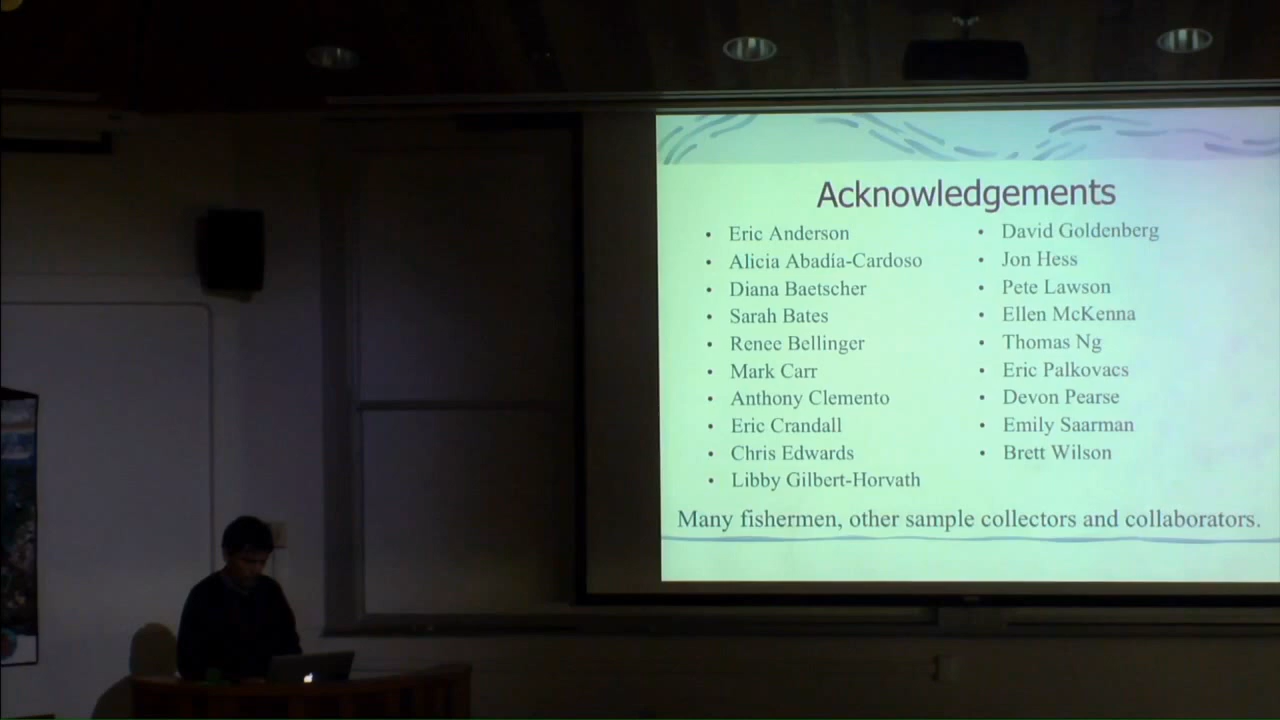 Acknowledgements
• Eric Anderson
• Alicia Abadía-Cardoso
• Diana Baetscher
• Sarah Bates
• Renee Bellinger
• Mark Carr
• Anthony Clemento
• Eric Crandall
• Chris Edwards
• Libby Gilbert-Horvath
• David Goldenberg
• Jon Hess
• Pete Lawson
• Ellen McKenna
• Thomas Ng
• Eric Palkovacs
• Devon Pearse
• Emily Saarman
• Brett Wilson
Many fishermen, other sample collectors and collaborators.